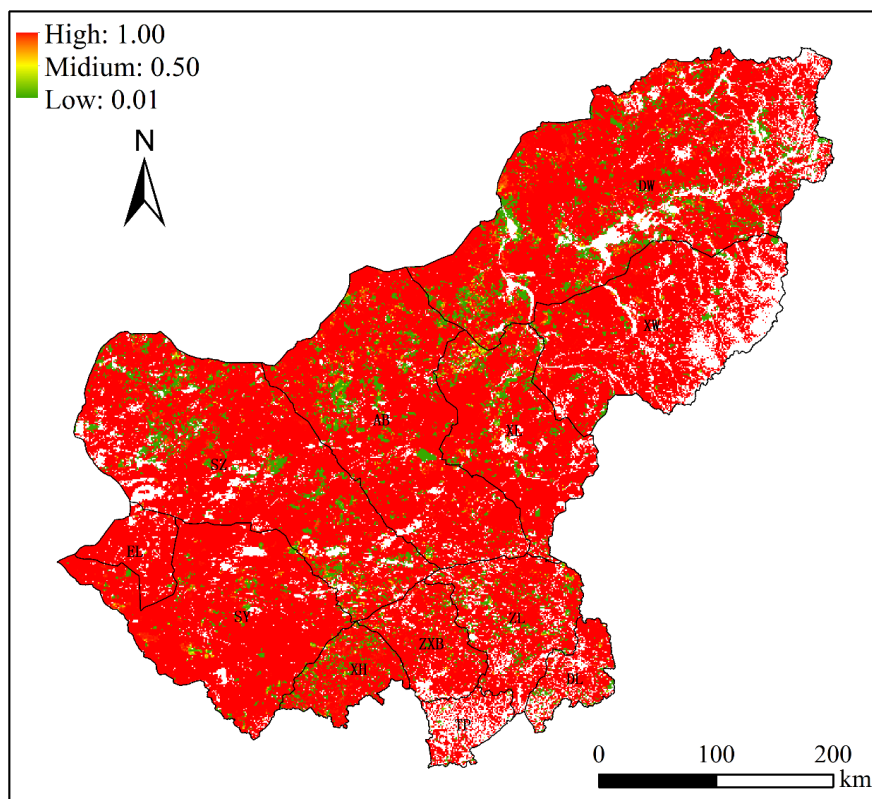 High: 1.00
Midium: 0.50
Low: 0.01
N
DW
XW
AB
XL
SZ
EL
SY
ZL
ZXB
XH
DL
TP
0 100 200
km